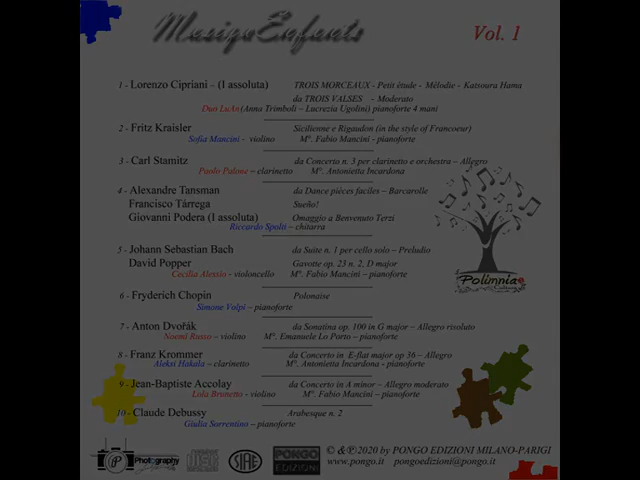 MusiquEnfants
Vol. 1
1 - Lorenzo Cipriani – (I assoluta) TROIS MORCEAUX - Petit étude - Mélodie - Katsoura Hama
da TROIS VALSES – Moderato
Duo LuAn (Anna Trimboli – Lucrezia Ugolini) pianoforte 4 mani
2 - Fritz Kraisler Sicilienne e Rigaudon (in the style of Francoeur)
Sofia Mancini - violino M°. Fabio Mancini - pianoforte
3 - Carl Stamitz da Concerto n. 3 per clarinetto e orchestra – Allegro
Paolo Palone – clarinetto M°. Antonietta Incardona
4 - Alexandre Tansman da Dance pièces faciles – Barcarolle
Francisco Tárrega Sueño!
Giovanni Podera (I assoluta) Omaggio a Benvenuto Terzi
Riccardo Spolti – chitarra
5 - Johann Sebastian Bach da Suite n. 1 per cello solo – Preludio
David Popper Gavotte op. 23 n. 2, D major
Cecilia Alessio - violoncello M°. Fabio Mancini – pianoforte
6 - Fryderich Chopin Polonaise
Simone Volpi – pianoforte
7 - Anton Dvořák da Sonatina op. 100 in G major – Allegro risoluto
Noemi Russo – violino M°. Emanuele Lo Porto – pianoforte
8 - Franz Krommer da Concerto in E-flat major op 36 – Allegro
Aleksi Hakala – clarinetto M°. Antonietta Incardona - pianoforte
9 - Jean-Baptiste Accolay da Concerto in A minor – Allegro moderato
Lola Brunetto - violino M°. Fabio Mancini – pianoforte
10 - Claude Debussy Arabesque n. 2
Giulia Sorrentino – pianoforte
Polimnia
Photography
SIAE
PONGO
EDIZIONI
© &℗2020 by PONGO EDIZIONI MILANO-PARIGI
www.pongo.it pongoedizioni@pongo.it